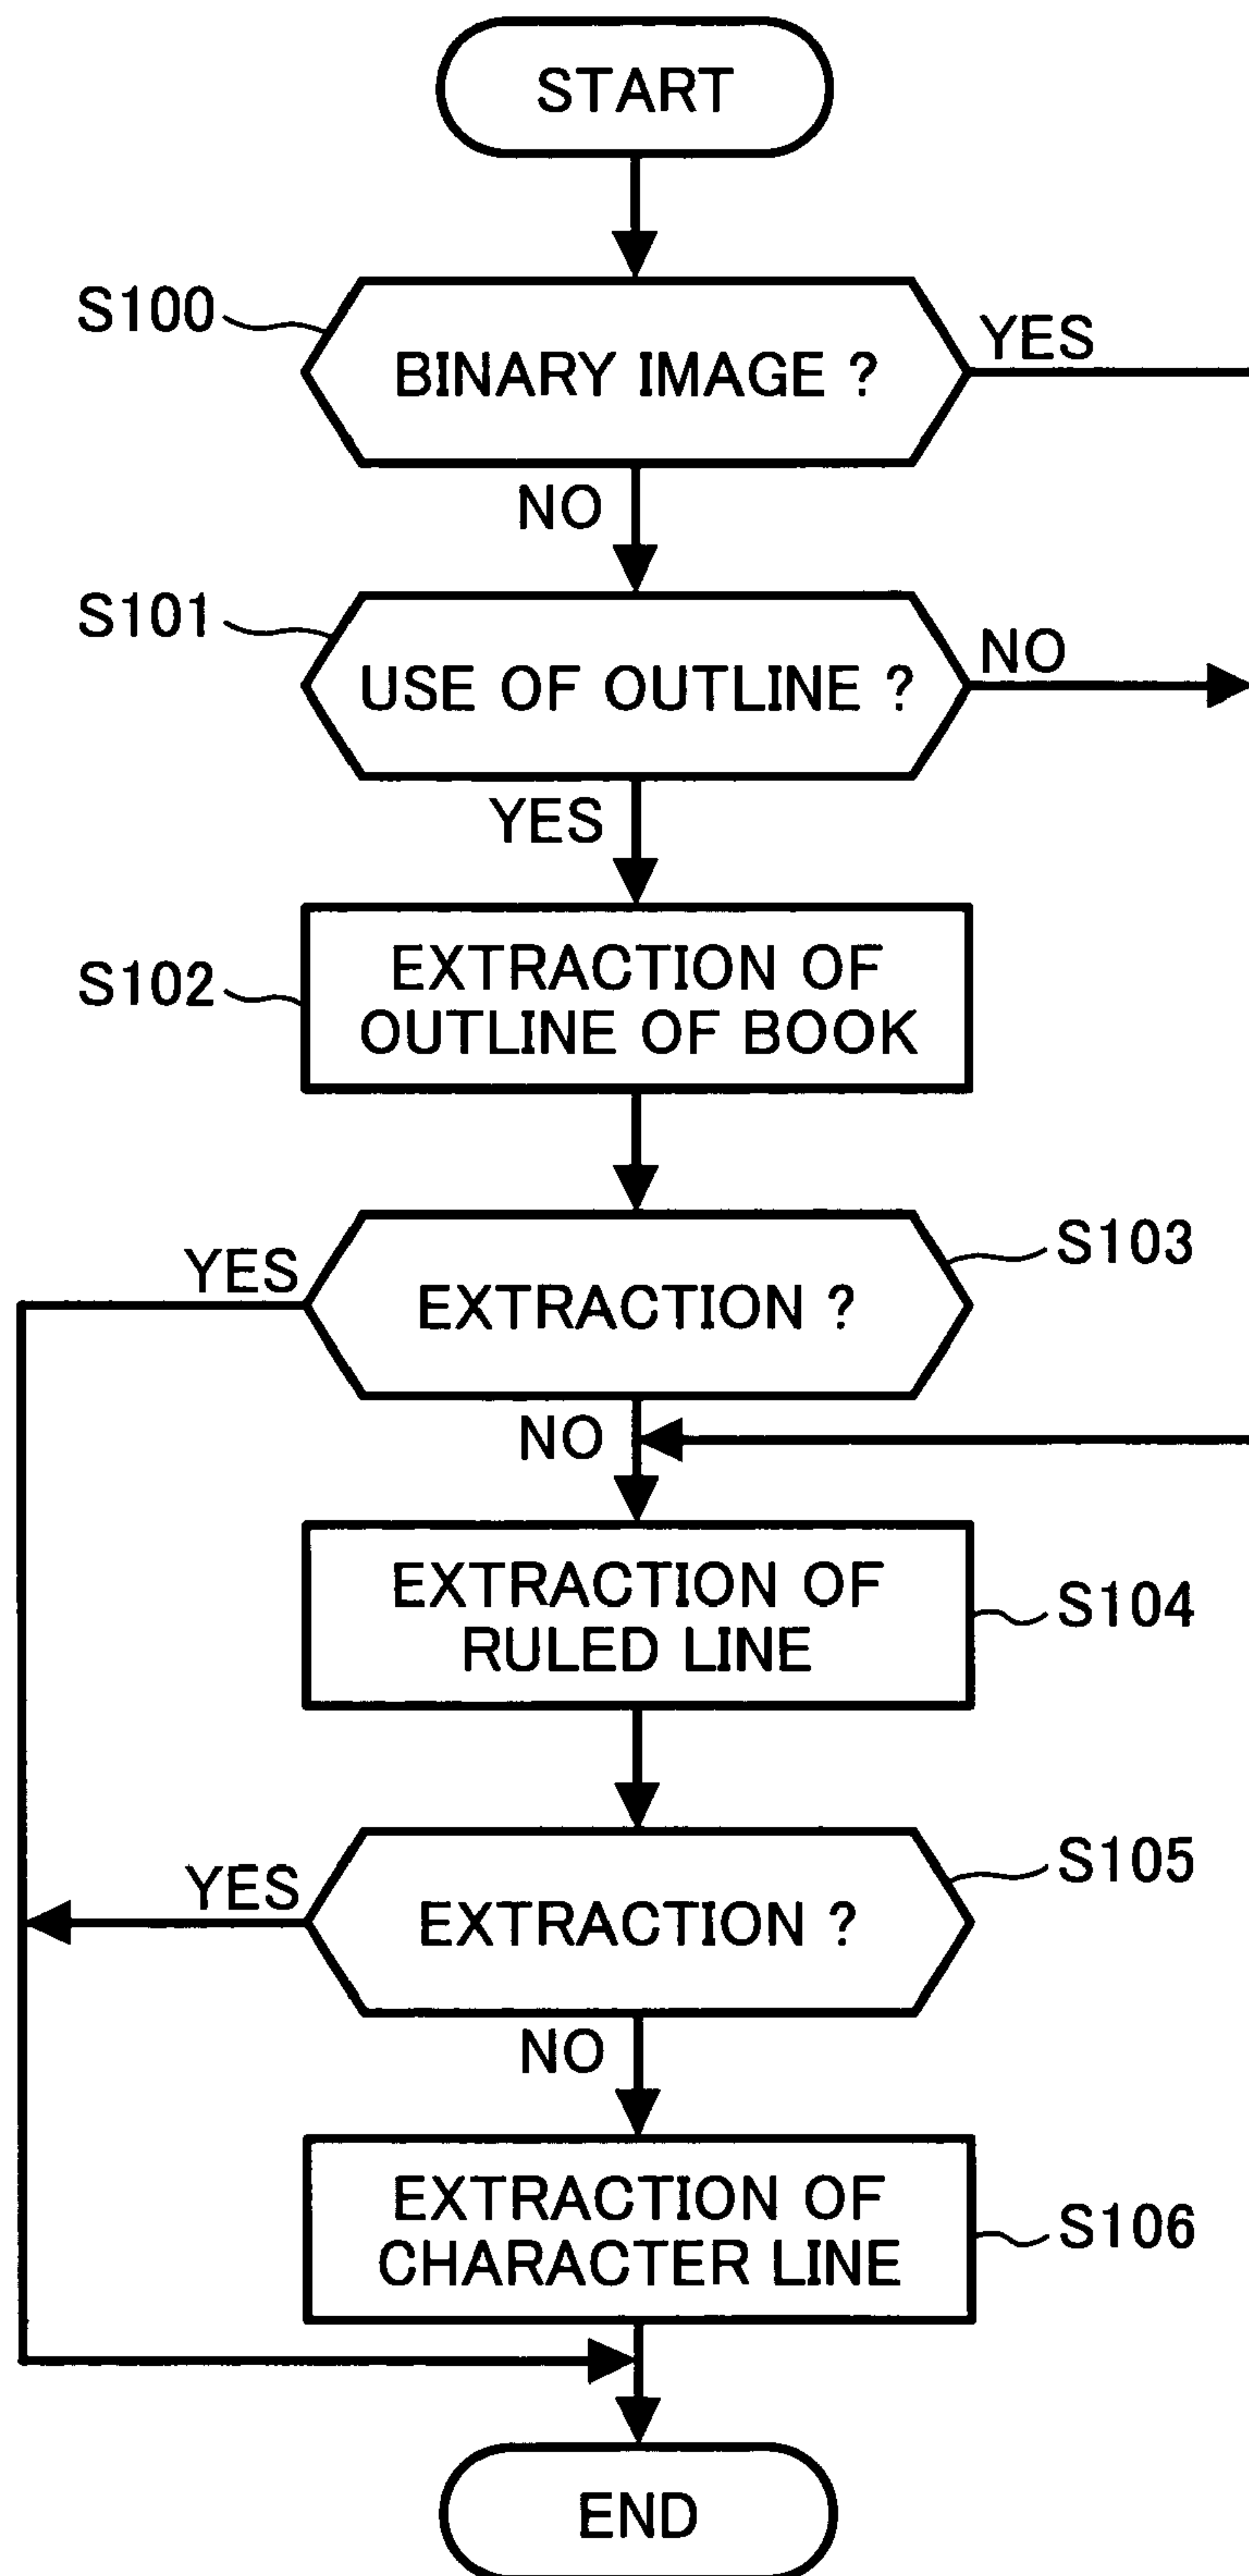 START
S100
BINARY IMAGE ?
YES
NO
S101
USE OF OUTLINE ?
NO
YES
S102
EXTRACTION OF
OUTLINE OF BOOK
S103
YES
EXTRACTION ?
NO
EXTRACTION OF
RULED LINE
S104
S105
YES
EXTRACTION ?
NO
EXTRACTION OF
CHARACTER LINE
S106
END